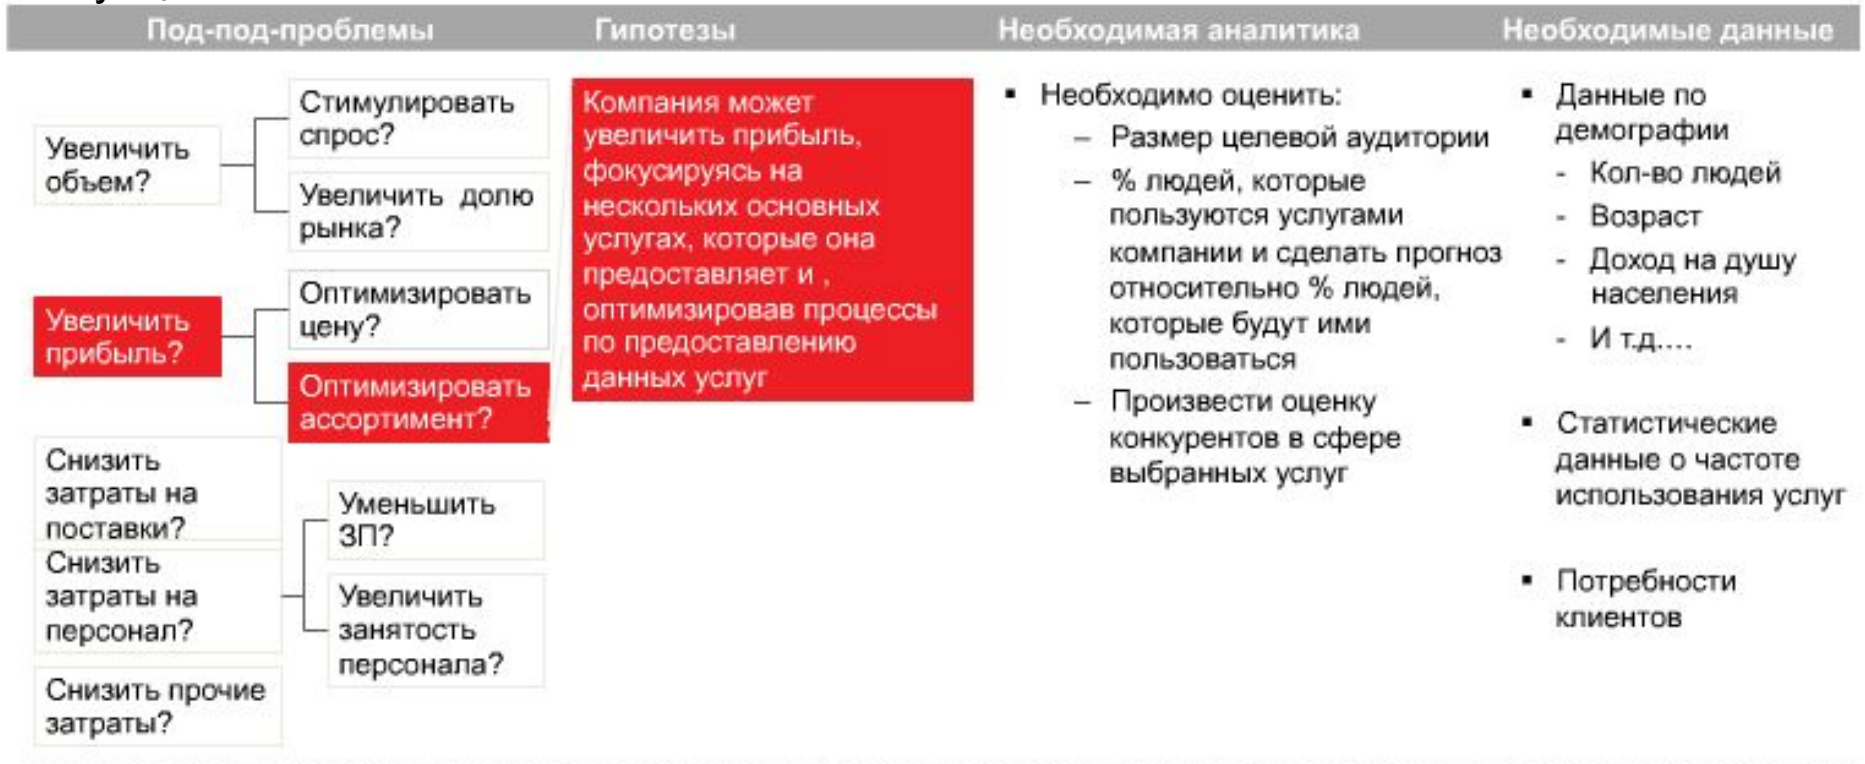 Под-под-проблемы
Гипотезы
Необходимая аналитика
Необходимые данные
Увеличить
объем?
Стимулировать
спрос?
Увеличить долю
рынка?
Увеличить
прибыль?
Оптимизировать
цену?
Оптимизировать
ассортимент?
Снизить
затраты на
поставки?
Снизить
затраты на
персонал?
Уменьшить
ЗП?
Увеличить
занятость
персонала?
Снизить прочие
затраты?
Компания может
увеличить прибыль,
фокусируясь на
нескольких основных
услугах, которые она
предоставляет и ,
оптимизировав процессы
по предоставлению
данных услуг
▪ Необходимо оценить:
– Размер целевой аудитории
– % людей, которые
пользуются услугами
компании и сделать прогноз
относительно % людей,
которые будут ими
пользоваться
– Произвести оценку
конкурентов в сфере
выбранных услуг
▪ Данные по
демографии
- Кол-во людей
- Возраст
- Доход на душу
населения
- И т.д....
▪ Статистические
данные о частоте
использования услуг
▪ Потребности
клиентов